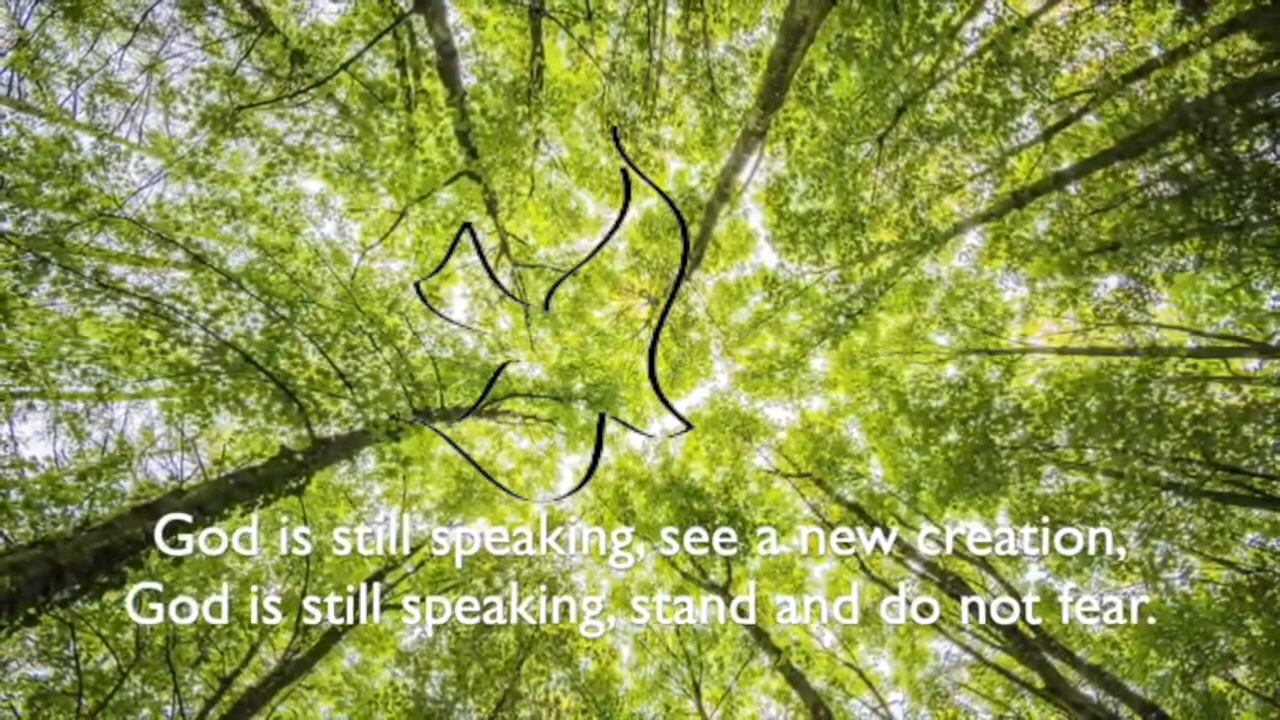 God is still speaking, see a new creation,
God is still speaking, stand and do not fear.